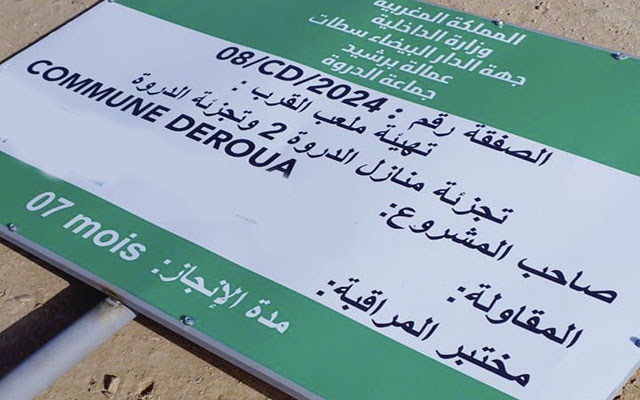 المملكة المغربية
وزارة الداخلية
جهة الدار البيضاء سطات
عمالة برشيد
جماعة الدروة
الصفقة رقم : 08/CD/2024
تهيئة ملعب القرب :
تجزئة منازل الدروة 2 وتجزئة الدروة
صاحب المشروع: COMMUNE DEROUA
المقاولة:
مختبر المراقبة:
مدة الإنجاز: 07 mois